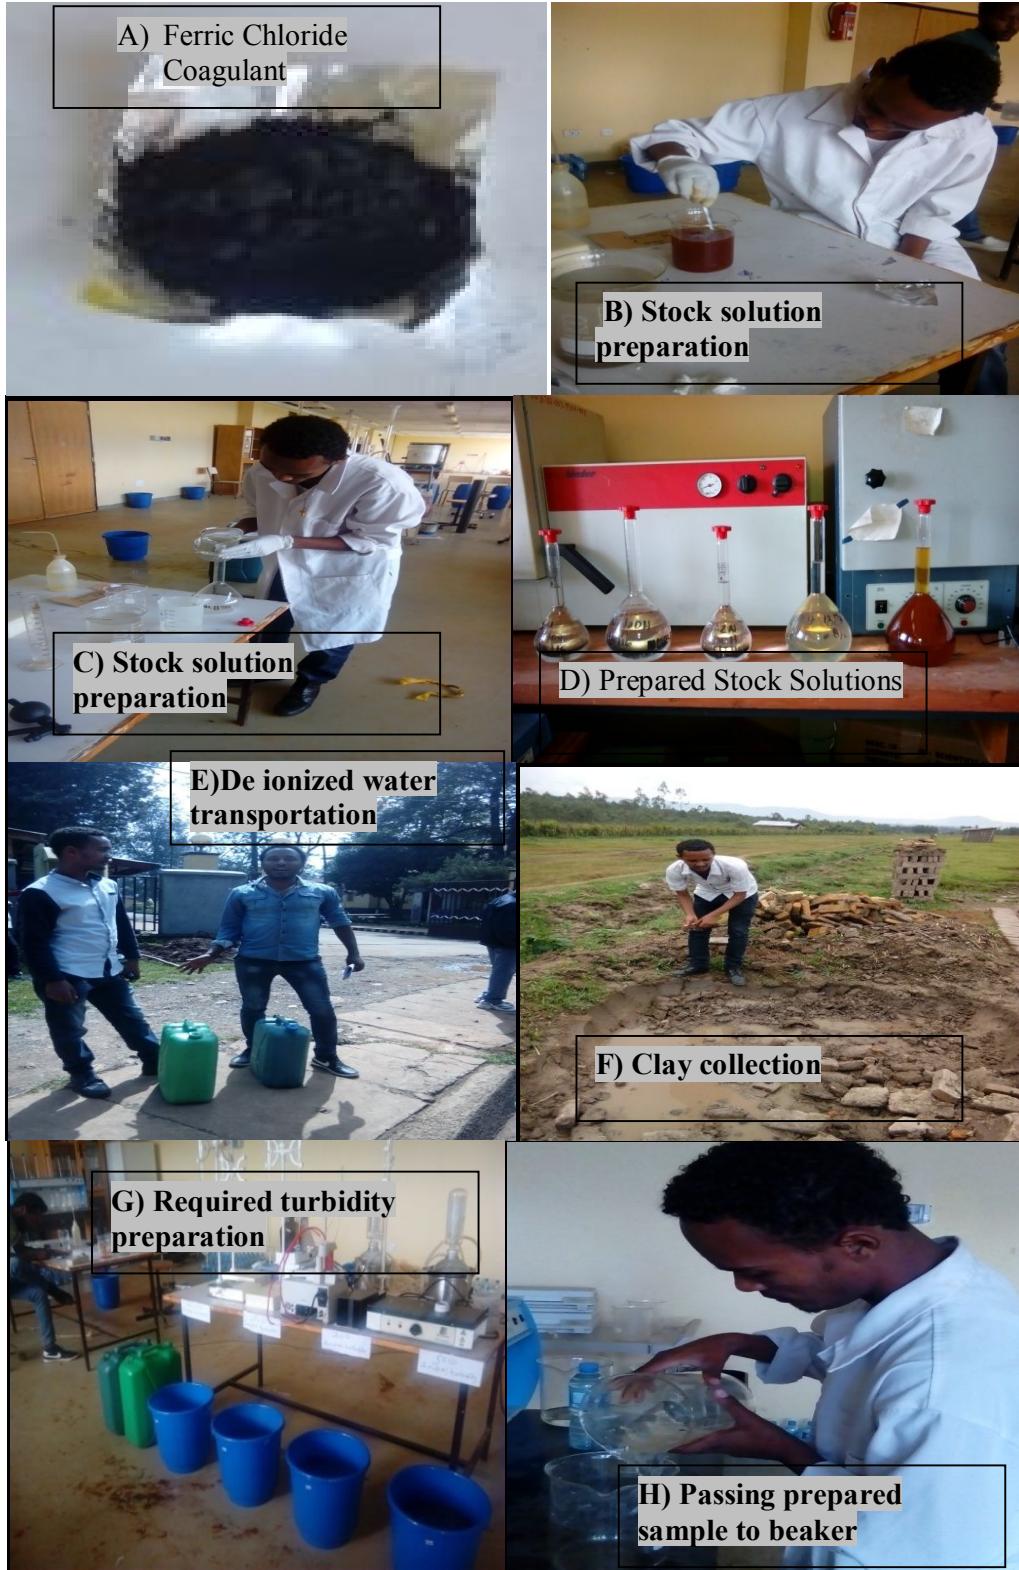 A) Ferric Chloride
Coagulant
B) Stock solution
preparation
C) Stock solution
preparation
D) Prepared Stock Solutions
E)De ionized water
transportation
F) Clay collection
G) Required turbidity
preparation
H) Passing prepared
sample to beaker